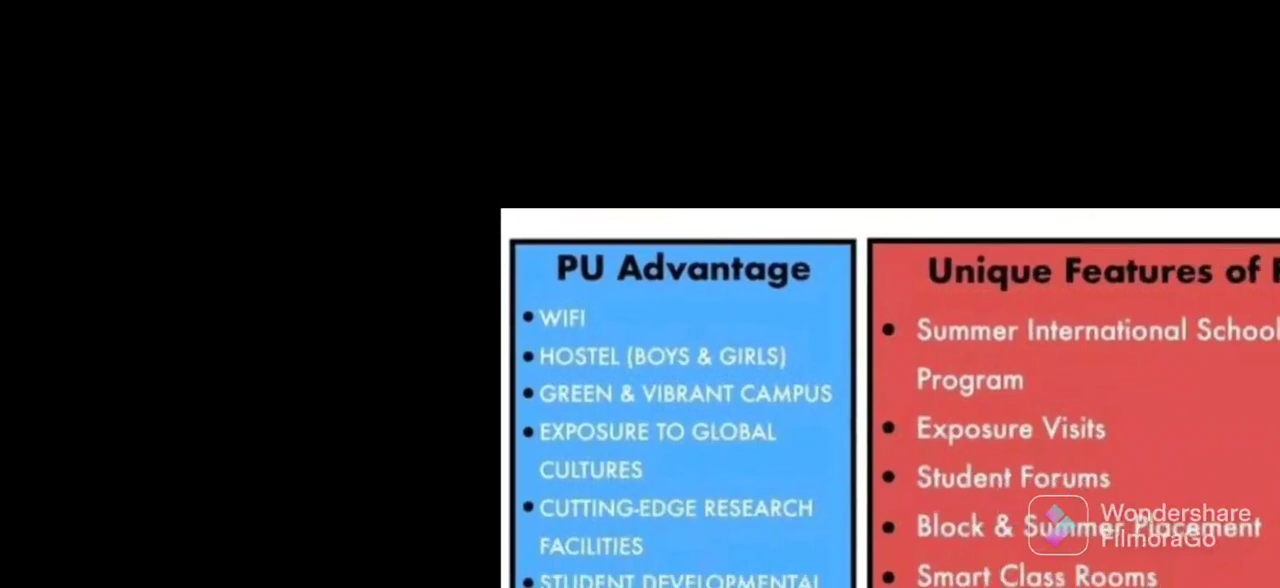 PU Advantage
• WIFI
• HOSTEL (BOYS & GIRLS)
• GREEN & VIBRANT CAMPUS
• EXPOSURE TO GLOBAL
CULTURES
• CUTTING-EDGE RESEARCH
FACILITIES
• STUDENT DEVELOPMENTAL
Unique Features of
• Summer International School
Program
• Exposure Visits
• Student Forums
• Block & Summer Placement
• Smart Class Rooms
Wondershare
FilmoraGo